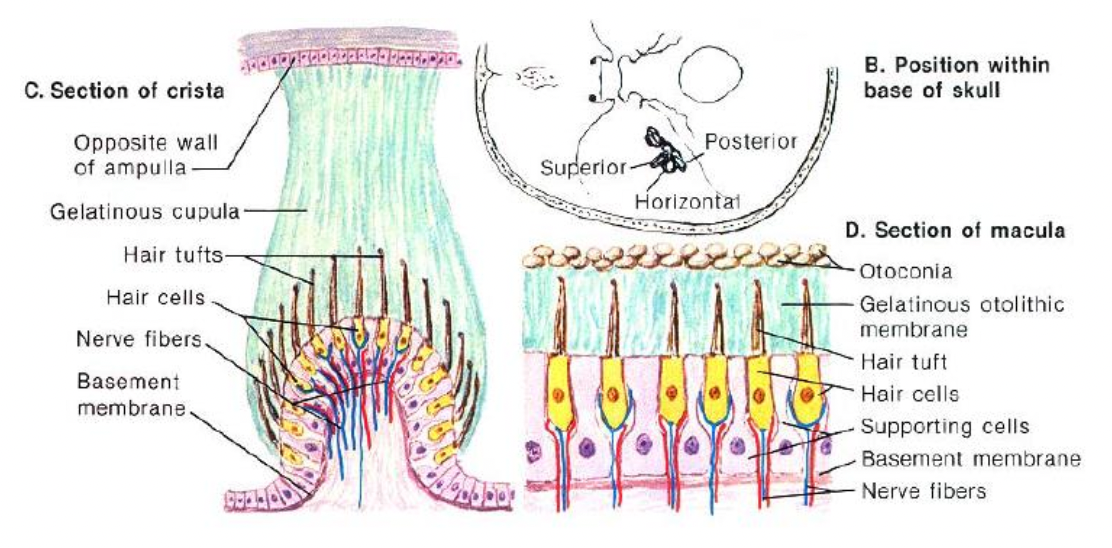 C. Section of crista
Opposite wall
of ampulla
Gelatinous cupula
Hair tufts
Hair cells
Nerve fibers
Basement
membrane
B. Position within
base of skull
Posterior
Superior
Horizontal
D. Section of macula
Otoconia
Gelatinous otolithic
membrane
Hair tuft
Hair cells
Supporting cells
Basement membrane
Nerve fibers